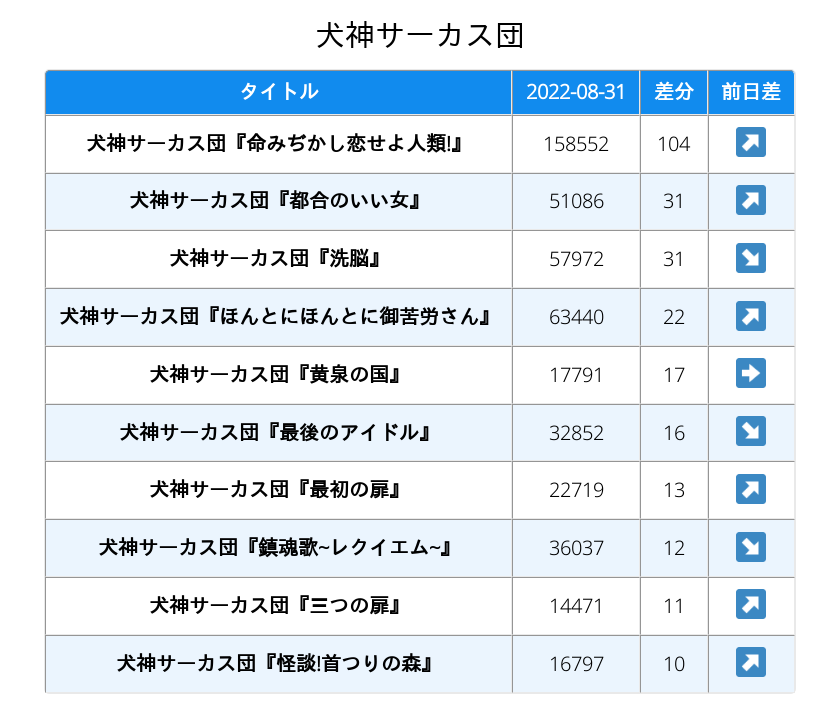 犬神サーカス団
タイトル 2022-08-31 差分 前日差
犬神サーカス団『命みぢかし恋せよ人類!』 158552 104 ↗
犬神サーカス団『都合のいい女』 51086 31 ↗
犬神サーカス団『洗脳』 57972 31 ↘
犬神サーカス団『ほんとにほんとに御苦労さん』 63440 22 ↗
犬神サーカス団『黄泉の国』 17791 17 ➡
犬神サーカス団『最後のアイドル』 32852 16 ↘
犬神サーカス団『最初の扉』 22719 13 ↗
犬神サーカス団『鎮魂歌~レクイエム~』 36037 12 ↘
犬神サーカス団『三つの扉』 14471 11 ↗
犬神サーカス団『怪談!首つりの森』 16797 10 ↗